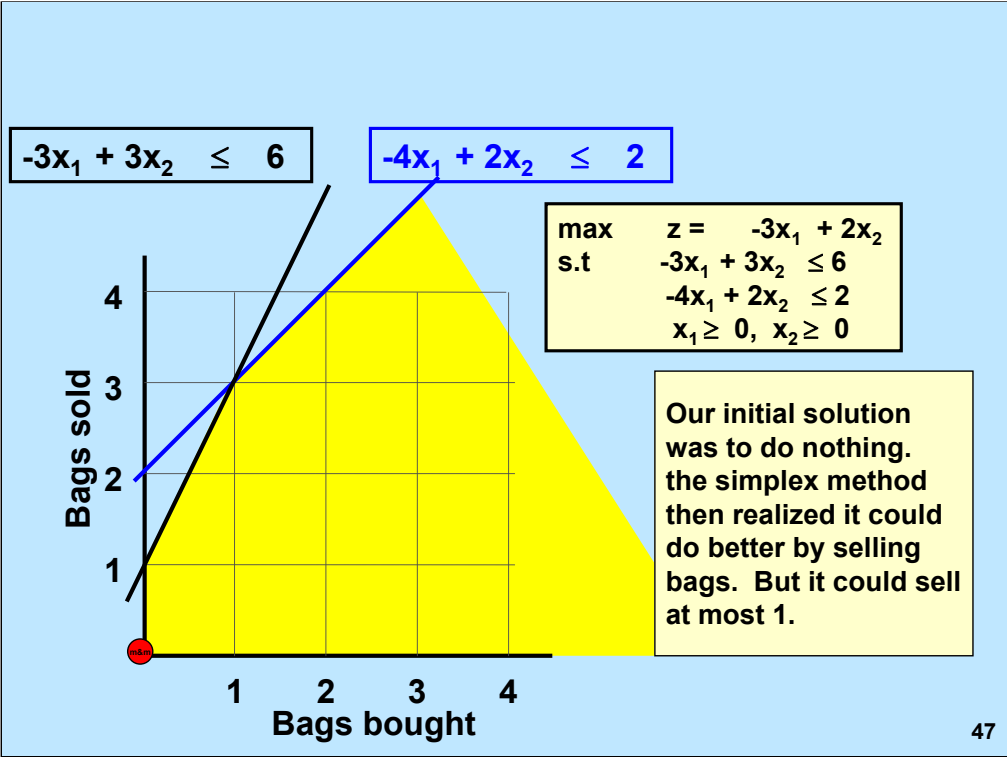 -3x₁ + 3x₂ ≤ 6
-4x₁ + 2x₂ ≤ 2
max z = -3x₁ + 2x₂
s.t -3x₁ + 3x₂ ≤ 6
-4x₁ + 2x₂ ≤ 2
x₁ ≥ 0, x₂ ≥ 0
Our initial solution
was to do nothing.
the simplex method
then realized it could
do better by selling
bags. But it could sell
at most 1.
Bags sold
4
3
2
1
m&m
1 2 3 4
Bags bought
47